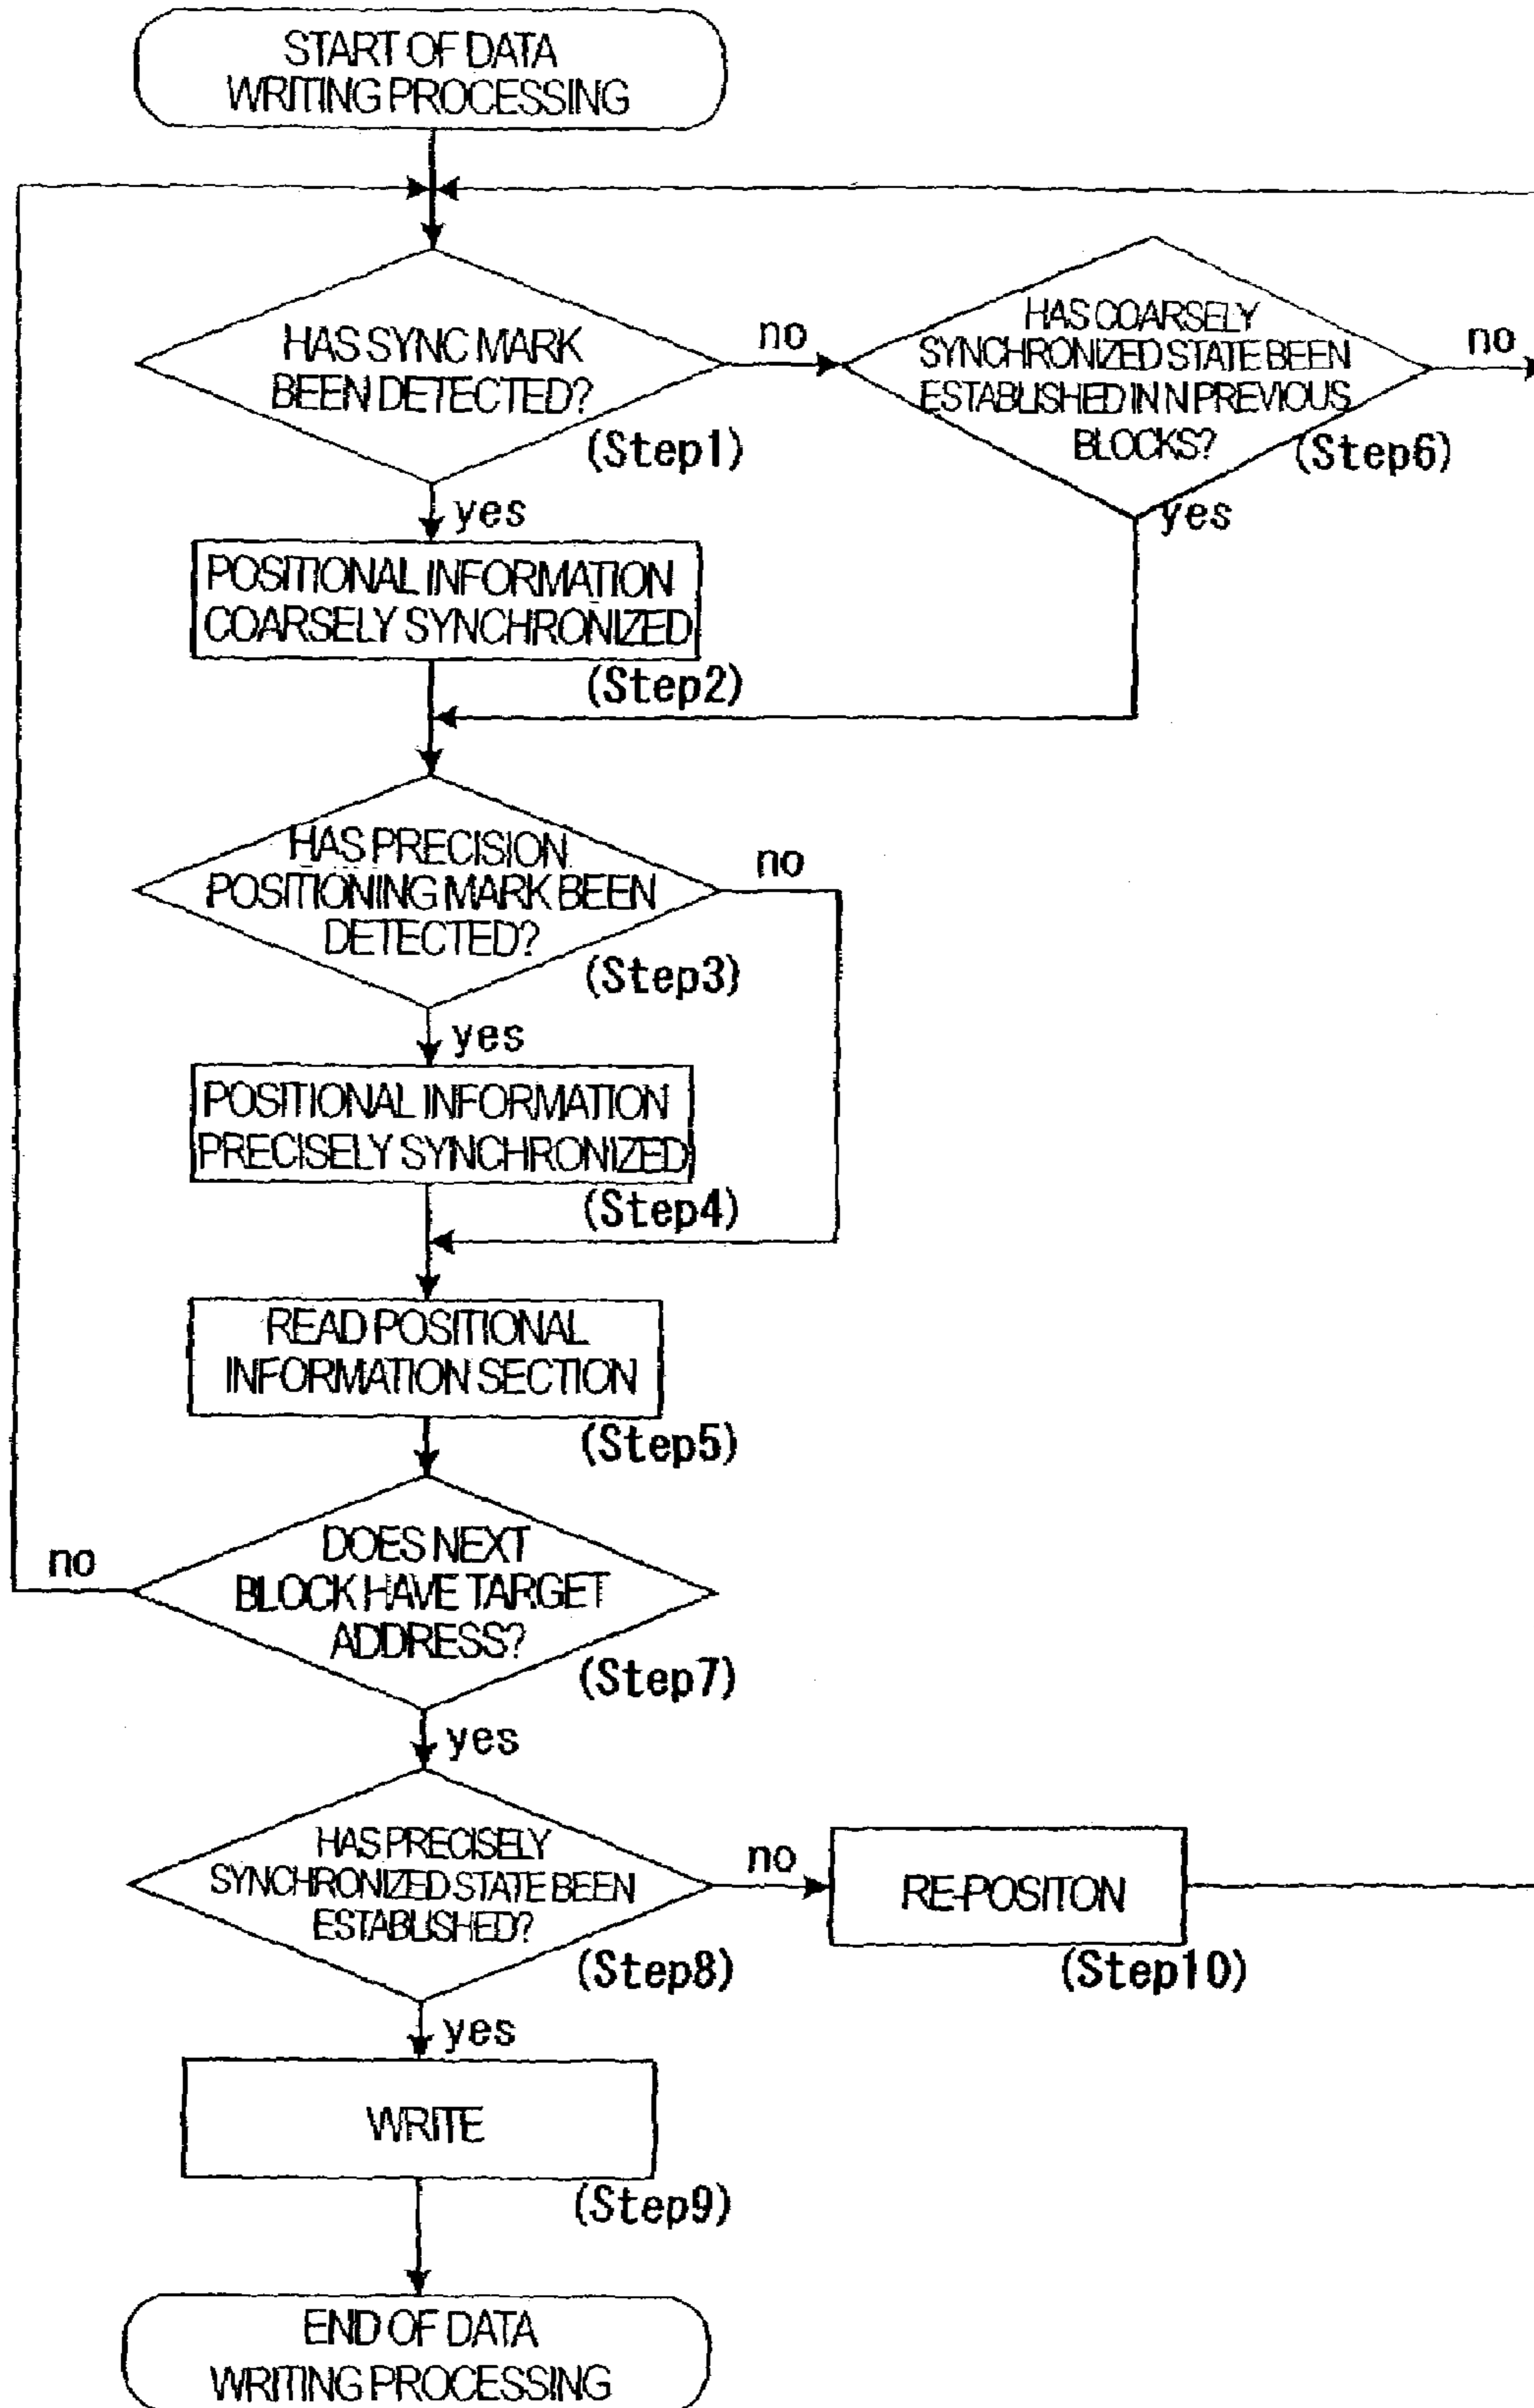 START OF DATA
WRITING PROCESSING
HAS SYNC MARK
BEEN DETECTED?
(Step1)
no
HAS COARSELY
SYNCHRONIZED STATE BEEN
ESTABLISHED IN N PREVIOUS
BLOCKS?
(Step6)
no
yes
yes
POSITIONAL INFORMATION
COARSELY SYNCHRONIZED
(Step2)
HAS PRECISION
POSITIONING MARK BEEN
DETECTED?
(Step3)
no
yes
POSITIONAL INFORMATION
PRECISELY SYNCHRONIZED
(Step4)
READ POSITIONAL
INFORMATION SECTION
(Step5)
DOES NEXT
BLOCK HAVE TARGET
ADDRESS?
(Step7)
no
yes
HAS PRECISELY
SYNCHRONIZED STATE BEEN
ESTABLISHED?
(Step8)
no
RE-POSITON
(Step10)
yes
WRITE
(Step9)
END OF DATA
WRITING PROCESSING